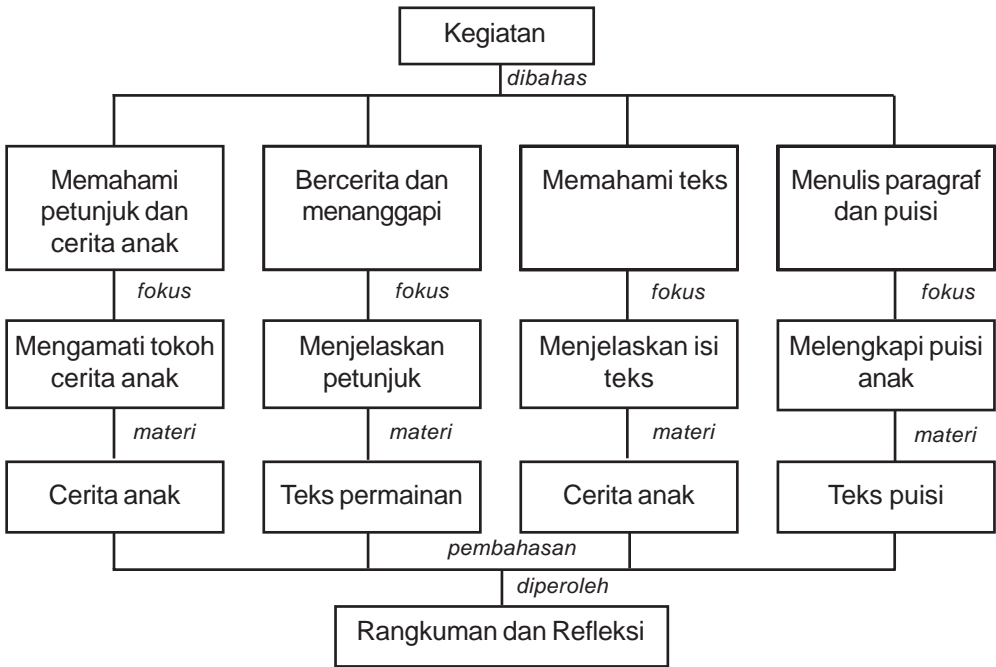 Kegiatan
dibahas
Memahami
petunjuk dan
cerita anak
Bercerita dan
menanggapi
Memahami teks
Menulis paragraf
dan puisi
fokus
fokus
fokus
fokus
Mengamati tokoh
cerita anak
Menjelaskan
petunjuk
Menjelaskan isi
teks
Melengkapi puisi
anak
materi
materi
materi
materi
Cerita anak
Teks permainan
Cerita anak
Teks puisi
pembahasan
diperoleh
Rangkuman dan Refleksi